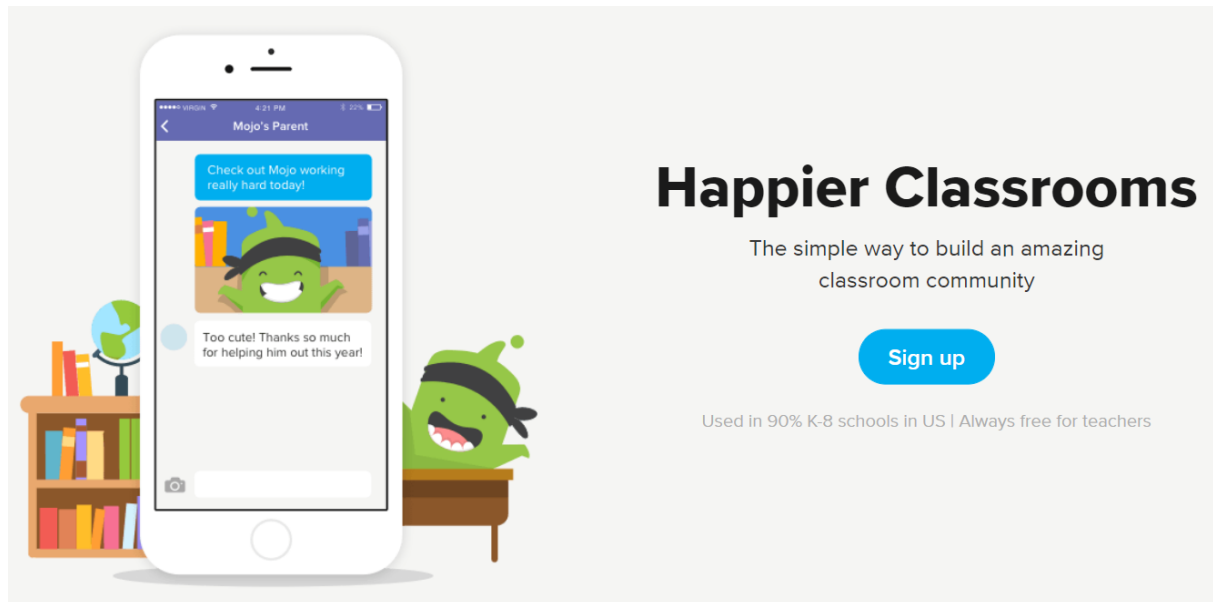 VIRGIN 4:21 PM 22%
Mojo's Parent
Check out Mojo working
really hard today!
Too cute! Thanks so much
for helping him out this year!
Happier Classrooms
The simple way to build an amazing
classroom community
Sign up
Used in 90% K-8 schools in US | Always free for teachers